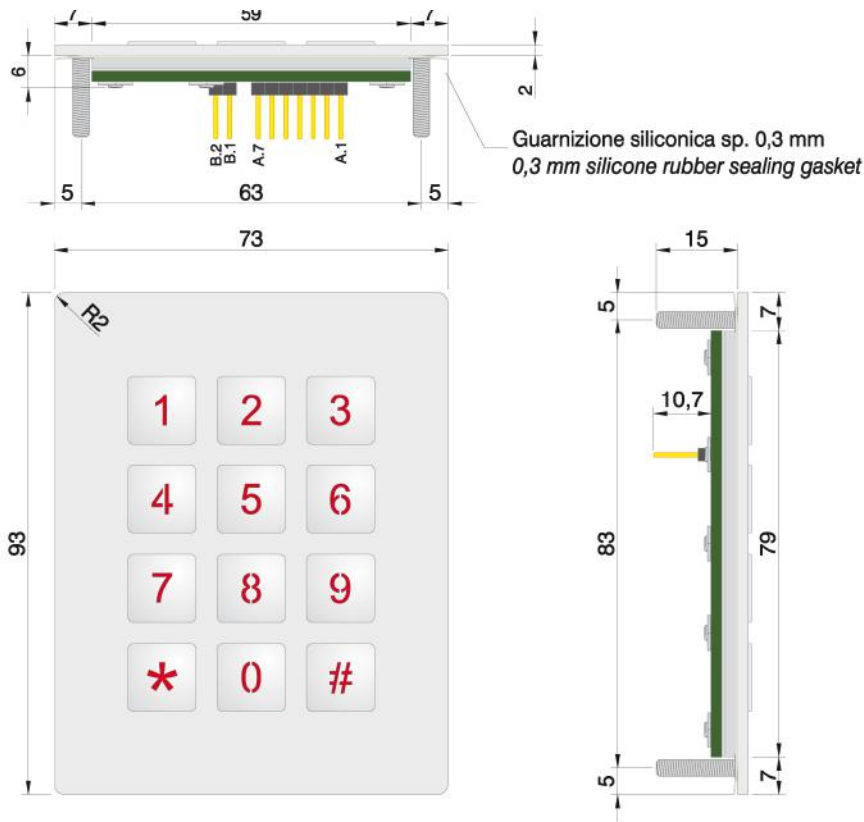 7 59 7
6
2
B.2 B.1 A.7 A.1
Guarnizione siliconica sp. 0,3 mm
0,3 mm silicone rubber sealing gasket
5 63 5
73
15
R2
5
7
1 2 3
10,7
4 5 6
93
83
79
7 8 9
* 0 #
5
7